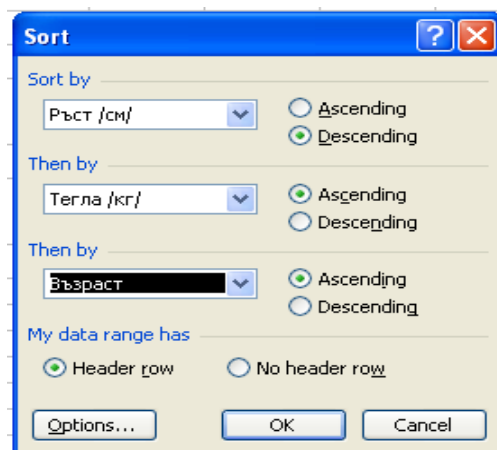 Sort
Sort by
Ръст /см/
Ascending
Descending
Then by
Тегла /кг/
Ascending
Descending
Then by
Възраст
Ascending
Descending
My data range has
Header row
No header row
Options...
OK
Cancel